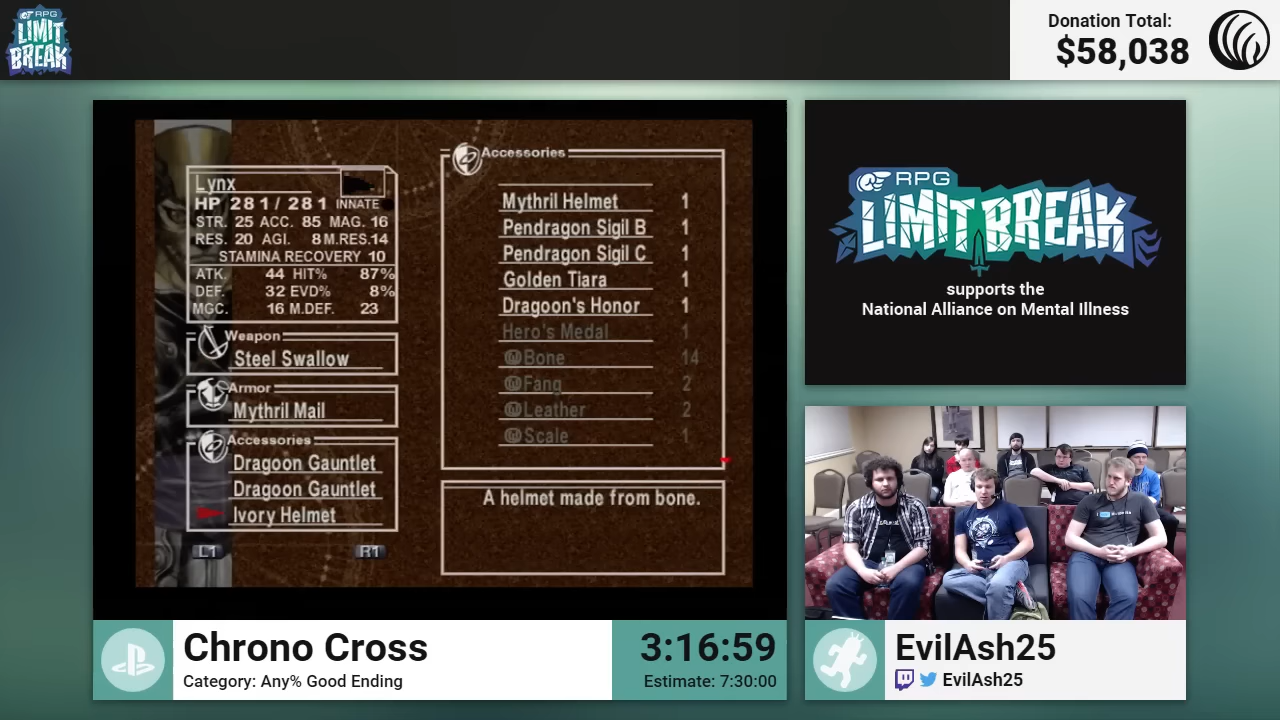 RPG
LIMIT
BREAK
Donation Total:
$58,038
Lynx
HP 281/281 INNATE
STR. 25 ACC. 85 MAG. 16
RES. 20 AGI. 8 M.RES.14
STAMINA RECOVERY 10
ATK. 44 HIT% 87%
DEF. 32 EVD% 8%
MGC. 16 M.DEF. 23
Weapon
Steel Swallow
Armor
Mythril Mail
Accessories
Dragoon Gauntlet
Dragoon Gauntlet
Ivory Helmet
L1 R1
Accessories
Mythril Helmet 1
Pendragon Sigil B 1
Pendragon Sigil C 1
Golden Tiara 1
Dragoon's Honor 1
Hero's Medal 1
Bone 14
Fang 2
Leather 2
Scale 1
A helmet made from bone.
RPG
LIMIT BREAK
supports the
National Alliance on Mental Illness
Chrono Cross
Category: Any% Good Ending
3:16:59
Estimate: 7:30:00
EvilAsh25
EvilAsh25